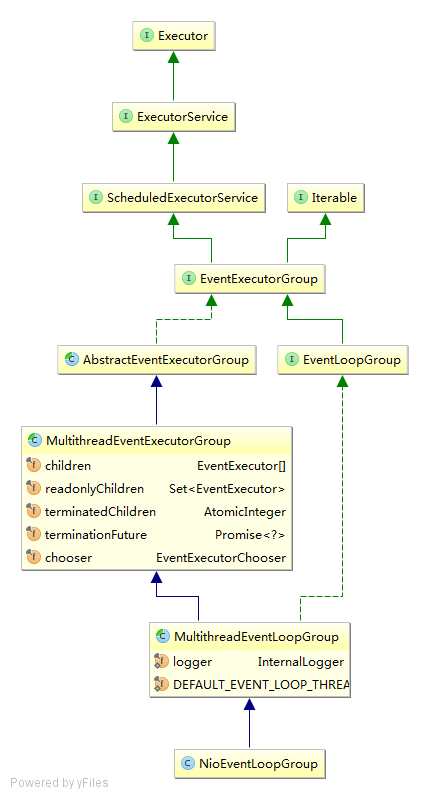 I Executor
I ExecutorService
I ScheduledExecutorService
I Iterable
I EventExecutorGroup
C AbstractEventExecutorGroup
I EventLoopGroup
C MultithreadEventExecutorGroup
f children EventExecutor[]
f readonlyChildren Set<EventExecutor>
f terminatedChildren AtomicInteger
f terminationFuture Promise<?>
f chooser EventExecutorChooser
C MultithreadEventLoopGroup
f logger InternalLogger
f DEFAULT_EVENT_LOOP_THREA
C NioEventLoopGroup
Powered by yFiles